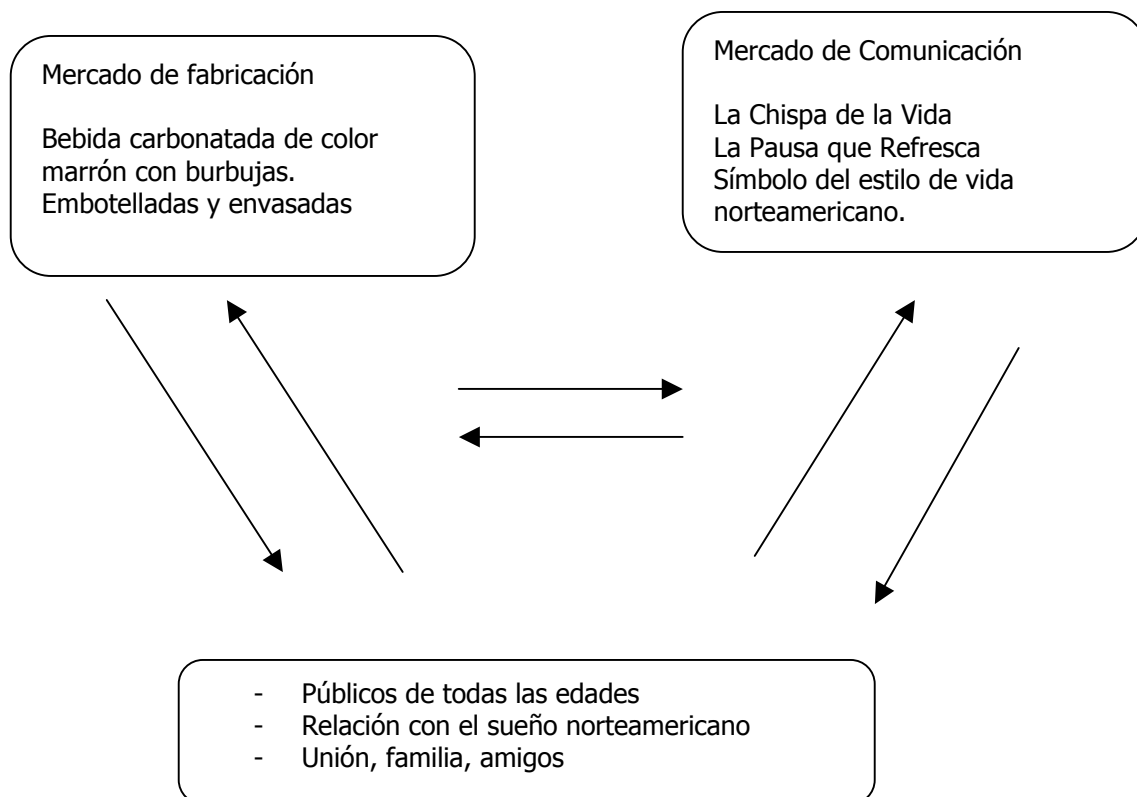 Mercado de fabricación
Bebida carbonatada de color
marrón con burbujas.
Embotelladas y envasadas
Mercado de Comunicación
La Chispa de la Vida
La Pausa que Refresca
Símbolo del estilo de vida
norteamericano.
- Públicos de todas las edades
- Relación con el sueño norteamericano
- Unión, familia, amigos